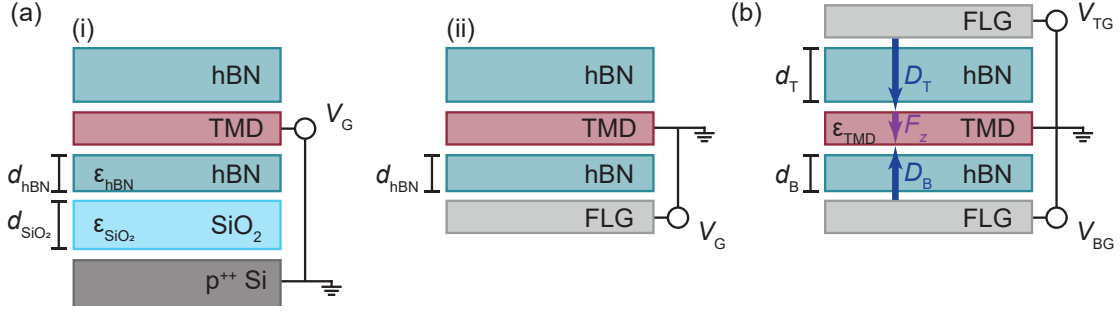 (a)
(i)
hBN
TMD
V_G
d_hBN
ε_hBN
hBN
d_SiO₂
ε_SiO₂
SiO₂
p⁺⁺ Si
(ii)
hBN
TMD
d_hBN
hBN
FLG
V_G
(b)
FLG
V_TG
d_T
D_T
hBN
ε_TMD
F_z
TMD
d_B
D_B
hBN
FLG
V_BG